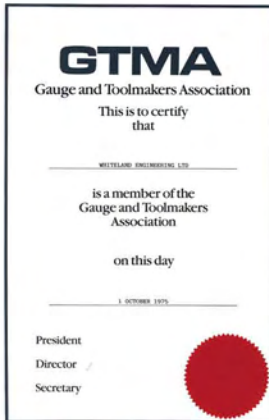 GTMA
Gauge and Toolmakers Association
This is to certify
that
WHITELAND ENGINEERING LTD
is a member of the
Gauge and Toolmakers
Association
on this day
1 OCTOBER 1975
President
Director
Secretary